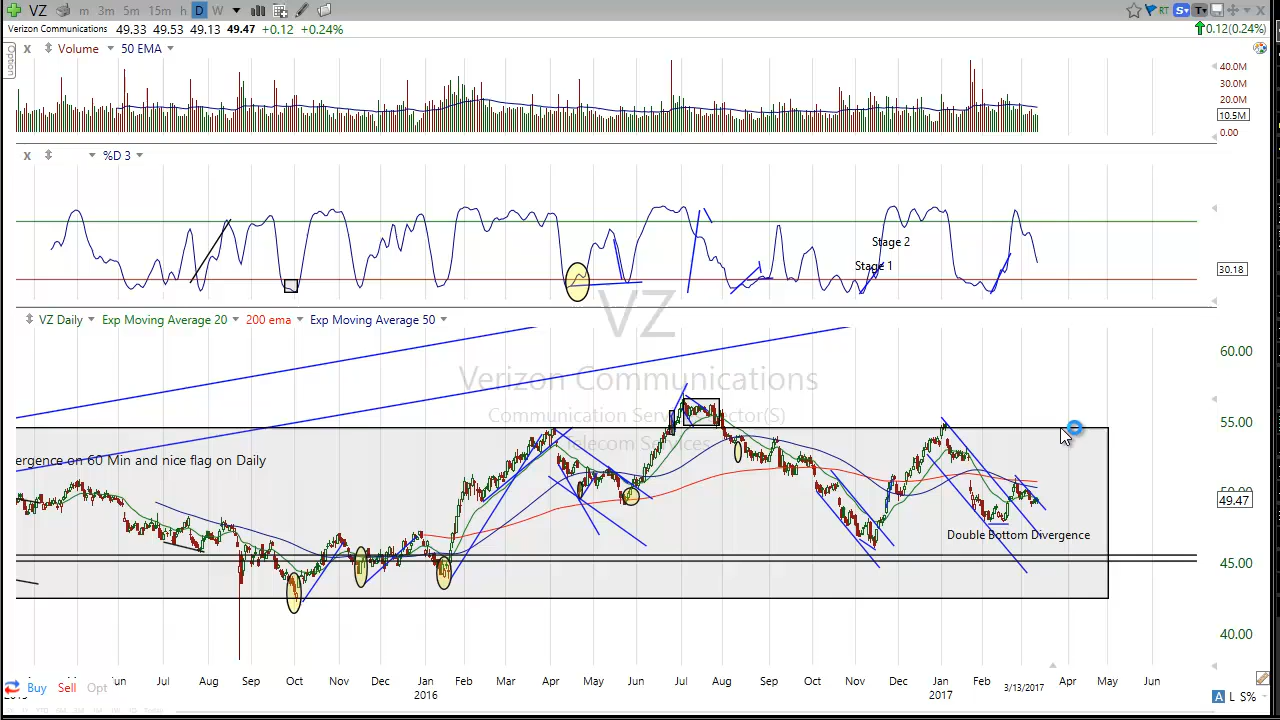 VZ m 3m 5m 15m h D W RT S T
Verizon Communications 49.33 49.53 49.13 49.47 +0.12 +0.24% 0.12(0.24%)
Option X Volume 50 EMA
40.0M
30.0M
20.0M
10.5M
0.00
X %D 3
Stage 2
Stage 1
30.18
VZ
VZ Daily Exp Moving Average 20 200 ema Exp Moving Average 50
60.00
Verizon Communications
55.00
ergence on 60 Min and nice flag on Daily
49.47
Double Bottom Divergence
45.00
40.00
Buy Sell Opt
Jul Aug Sep Oct Nov Dec Feb Mar Apr May Jun Jul Aug Sep Oct Nov Dec Jan Feb 3/13/2017 Apr May Jun
2016 2017
A L S%